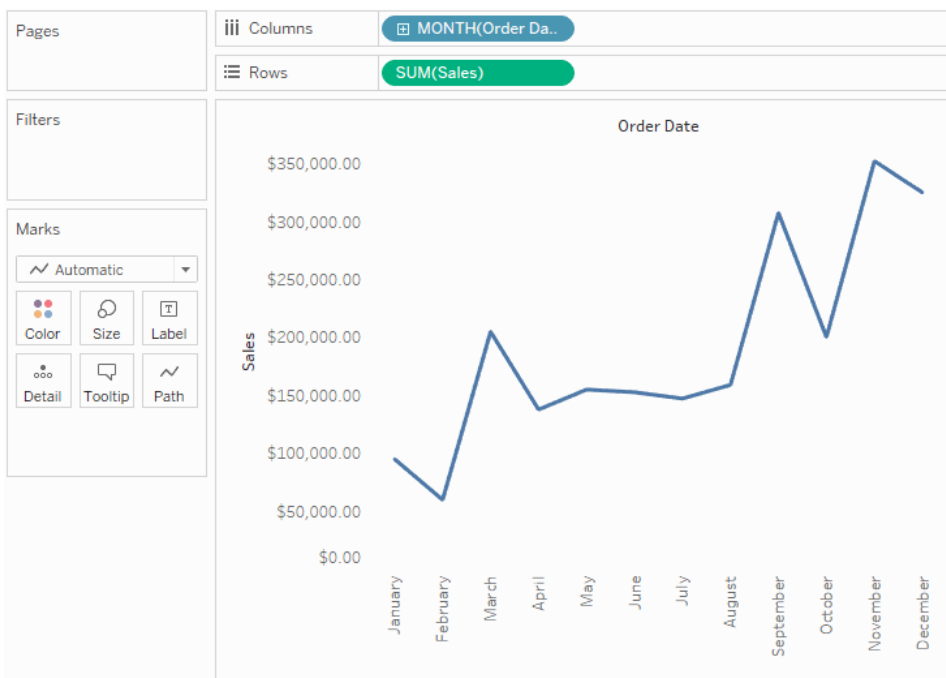 Pages
Columns
MONTH(Order Da..
Rows
SUM(Sales)
Filters
Marks
Automatic
Color
Size
Label
Detail
Tooltip
Path
Order Date
Sales
$350,000.00
$300,000.00
$250,000.00
$200,000.00
$150,000.00
$100,000.00
$50,000.00
$0.00
January
February
March
April
May
June
July
August
September
October
November
December